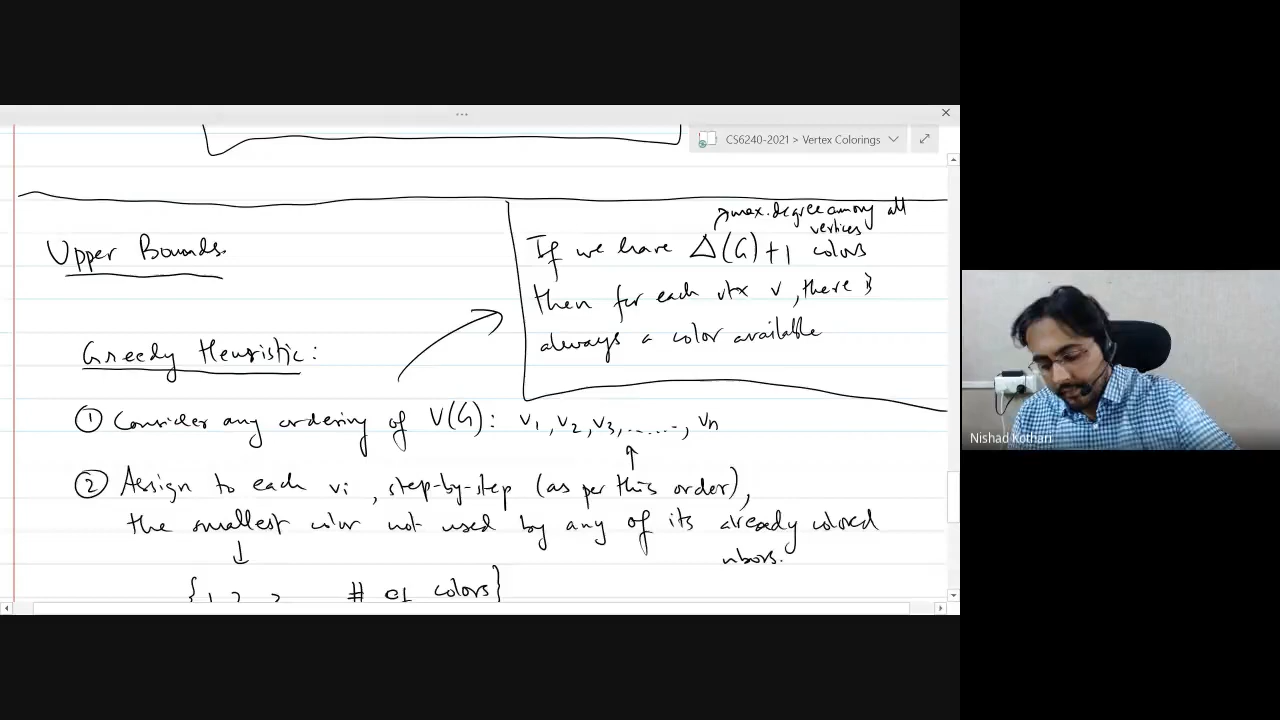 CS6240-2021 > Vertex Colorings
max. degree among all
vertices
Upper Bounds.
If we have Δ(G)+1 colors
then for each vtx v, there is
always a color available
Greedy Heuristic:
① Consider any ordering of V(G): v1, v2, v3, ......, vn
② Assign to each vi, step-by-step (as per this order),
the smallest color not used by any of its already colored
nbors.
{1 2 3 # of colors}
Nishad Kothari